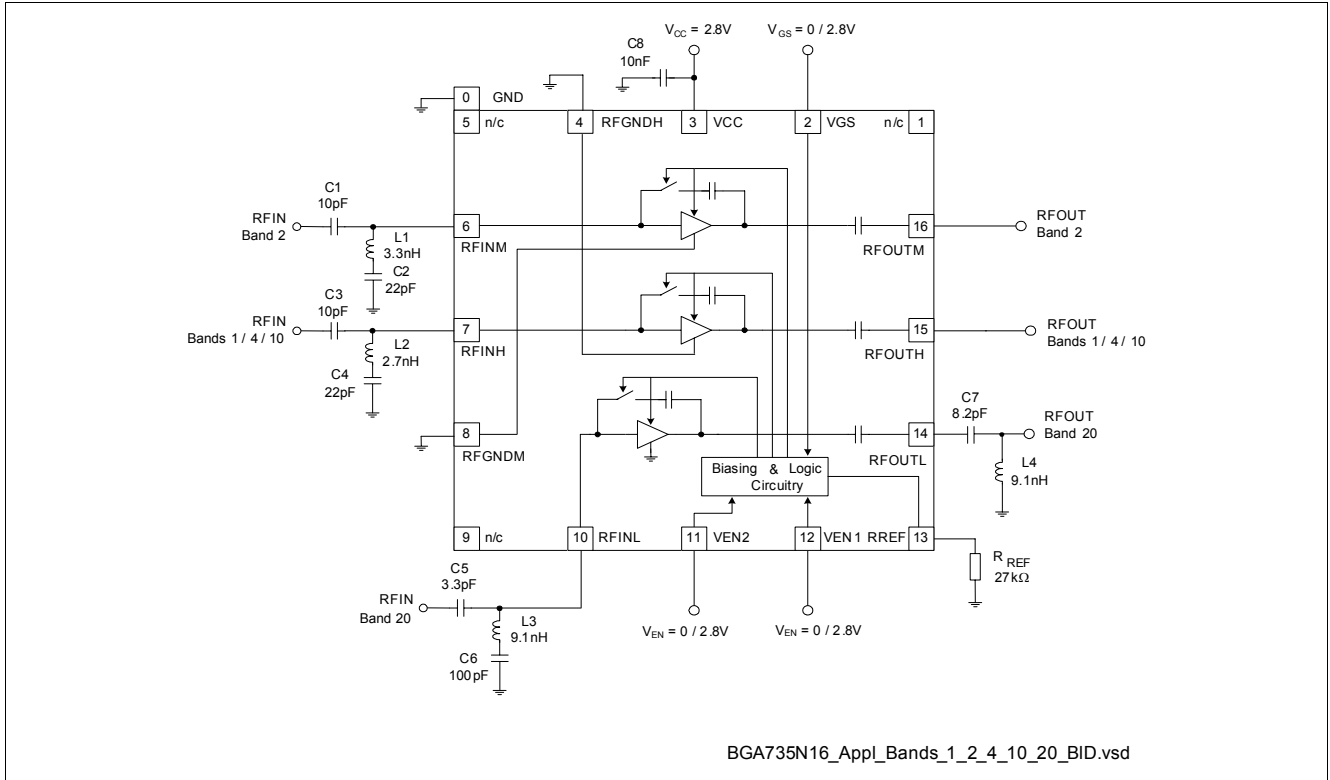 VCC = 2.8V
VGS = 0 / 2.8V
C8
10nF
0
GND
5
n/c
4
RFGNDH
3
VCC
2
VGS
n/c
1
C1
10pF
RFIN
Band 2
6
RFINM
L1
3.3nH
C2
22pF
16
RFOUTM
RFOUT
Band 2
C3
10pF
RFIN
Bands 1 / 4 / 10
7
RFINH
L2
2.7nH
C4
22pF
15
RFOUTH
RFOUT
Bands 1 / 4 / 10
8
RFGNDM
14
RFOUTL
C7
8.2pF
RFOUT
Band 20
L4
9.1nH
Biasing & Logic
Circuitry
9
n/c
10
RFINL
11
VEN2
12
VEN1
RREF
13
RREF
27kΩ
C5
3.3pF
RFIN
Band 20
L3
9.1nH
C6
100pF
VEN = 0 / 2.8V
VEN = 0 / 2.8V
BGA735N16_Appl_Bands_1_2_4_10_20_BID.vsd